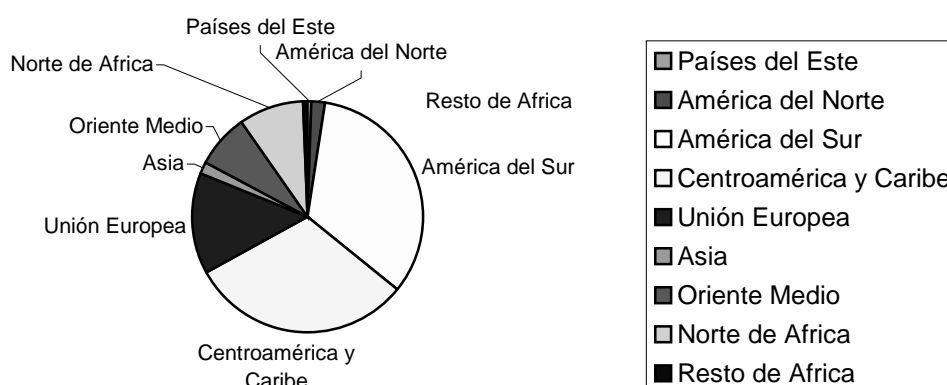 Países del Este
América del Norte
Norte de Africa
Resto de Africa
Oriente Medio
Asia
América del Sur
Unión Europea
Centroamérica y
Caribe
Países del Este
América del Norte
América del Sur
Centroamérica y Caribe
Unión Europea
Asia
Oriente Medio
Norte de Africa
Resto de Africa